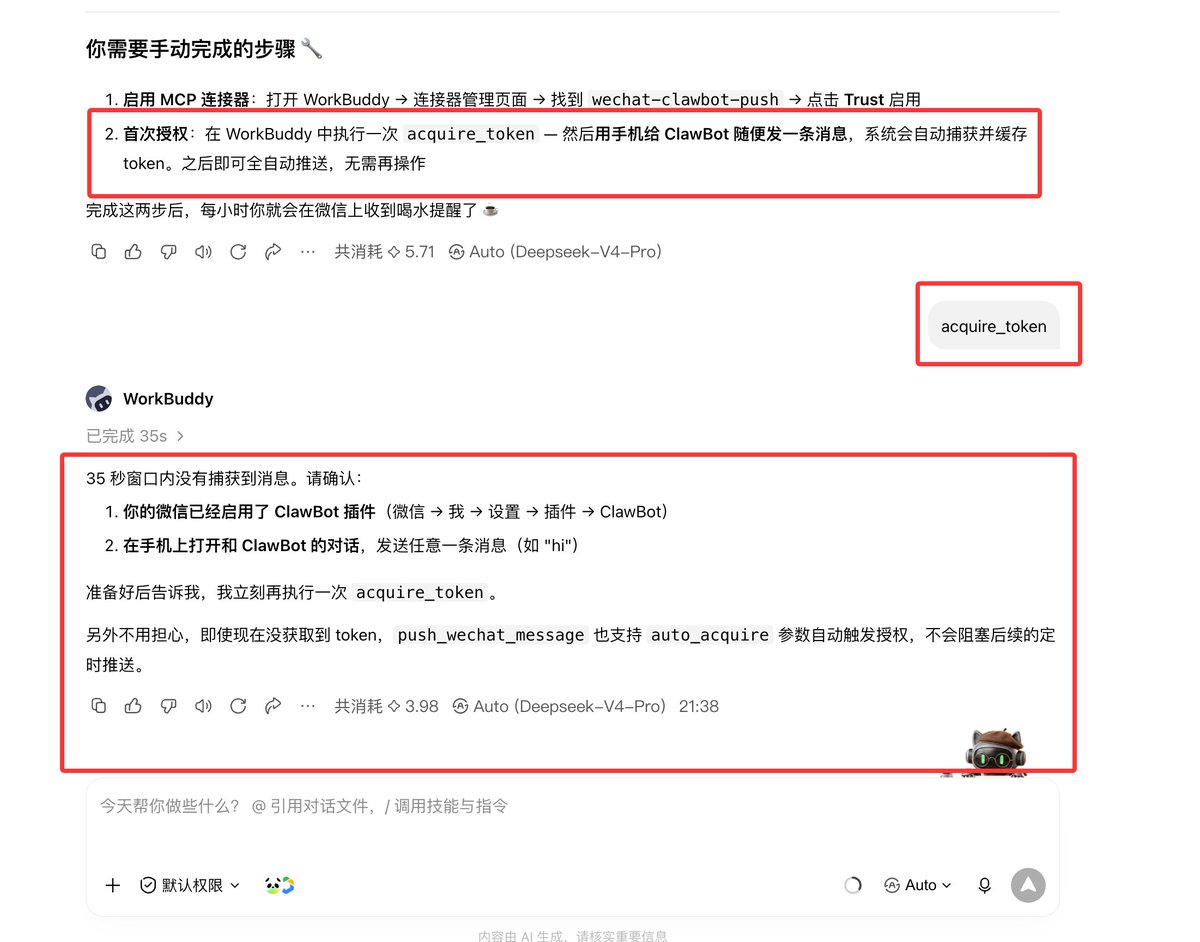 你需要手动完成的步骤🔧
1. 启用 MCP 连接器：打开 WorkBuddy → 连接器管理页面 → 找到 wechat-clawbot-push → 点击 Trust 启用
2. 首次授权：在 WorkBuddy 中执行一次 acquire_token — 然后用手机给 ClawBot 随便发一条消息，系统会自动捕获并缓存
token。之后即可全自动推送，无需再操作
完成这两步后，每小时你就会在微信上收到喝水提醒了 ☕
共消耗 5.71 Auto (Deepseek-V4-Pro)
acquire_token
WorkBuddy
已完成 35s >
35 秒窗口内没有捕获到消息。请确认：
1. 你的微信已经启用了 ClawBot 插件（微信 → 我 → 设置 → 插件 → ClawBot）
2. 在手机上打开和 ClawBot 的对话，发送任意一条消息（如 "hi"）
准备好后告诉我，我立刻再执行一次 acquire_token 。
另外不用担心，即使现在没获取到 token， push_wechat_message 也支持 auto_acquire 参数自动触发授权，不会阻塞后续的定
时推送。
共消耗 3.98 Auto (Deepseek-V4-Pro) 21:38
今天帮你做些什么？ @ 引用对话文件，/ 调用技能与指令
默认权限 Auto
内容由 AI 生成、请核实重要信息